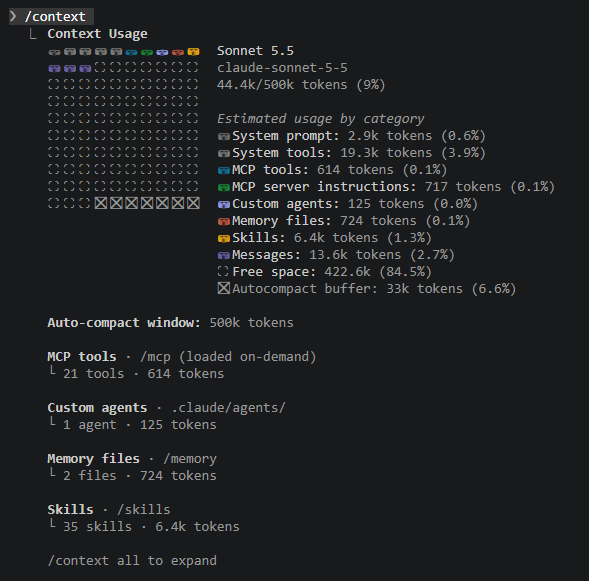 ❯ /context
Context Usage
Sonnet 5.5
claude-sonnet-5-5
44.4k/500k tokens (9%)
Estimated usage by category
System prompt: 2.9k tokens (0.6%)
System tools: 19.3k tokens (3.9%)
MCP tools: 614 tokens (0.1%)
MCP server instructions: 717 tokens (0.1%)
Custom agents: 125 tokens (0.0%)
Memory files: 724 tokens (0.1%)
Skills: 6.4k tokens (1.3%)
Messages: 13.6k tokens (2.7%)
Free space: 422.6k (84.5%)
Autocompact buffer: 33k tokens (6.6%)
Auto-compact window: 500k tokens
MCP tools · /mcp (loaded on-demand)
└ 21 tools · 614 tokens
Custom agents · .claude/agents/
└ 1 agent · 125 tokens
Memory files · /memory
└ 2 files · 724 tokens
Skills · /skills
└ 35 skills · 6.4k tokens
/context all to expand